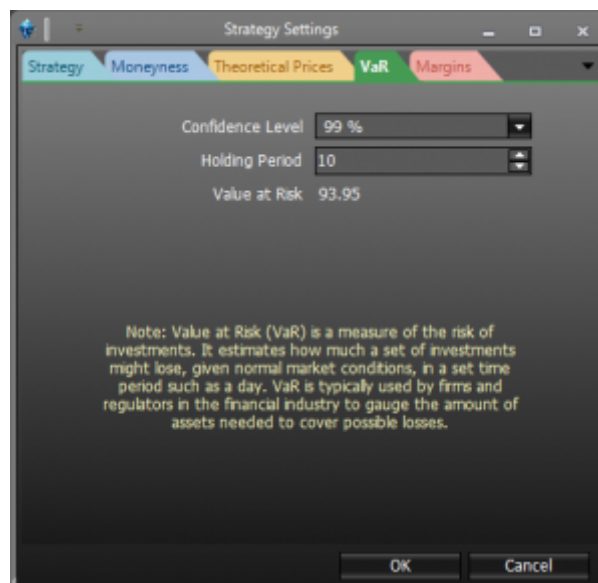 Strategy Settings
Strategy Moneyness Theoretical Prices VaR Margins
Confidence Level 99 %
Holding Period 10
Value at Risk 93.95
Note: Value at Risk (VaR) is a measure of the risk of
investments. It estimates how much a set of investments
might lose, given normal market conditions, in a set time
period such as a day. VaR is typically used by firms and
regulators in the financial industry to gauge the amount of
assets needed to cover possible losses.
OK Cancel